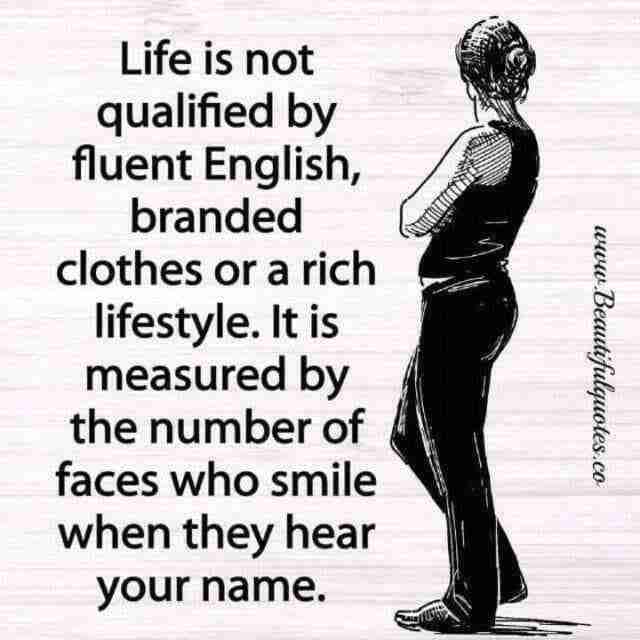 Life is not
qualified by
fluent English,
branded
clothes or a rich
lifestyle. It is
measured by
the number of
faces who smile
when they hear
your name.
www.Beautifulquotes.co